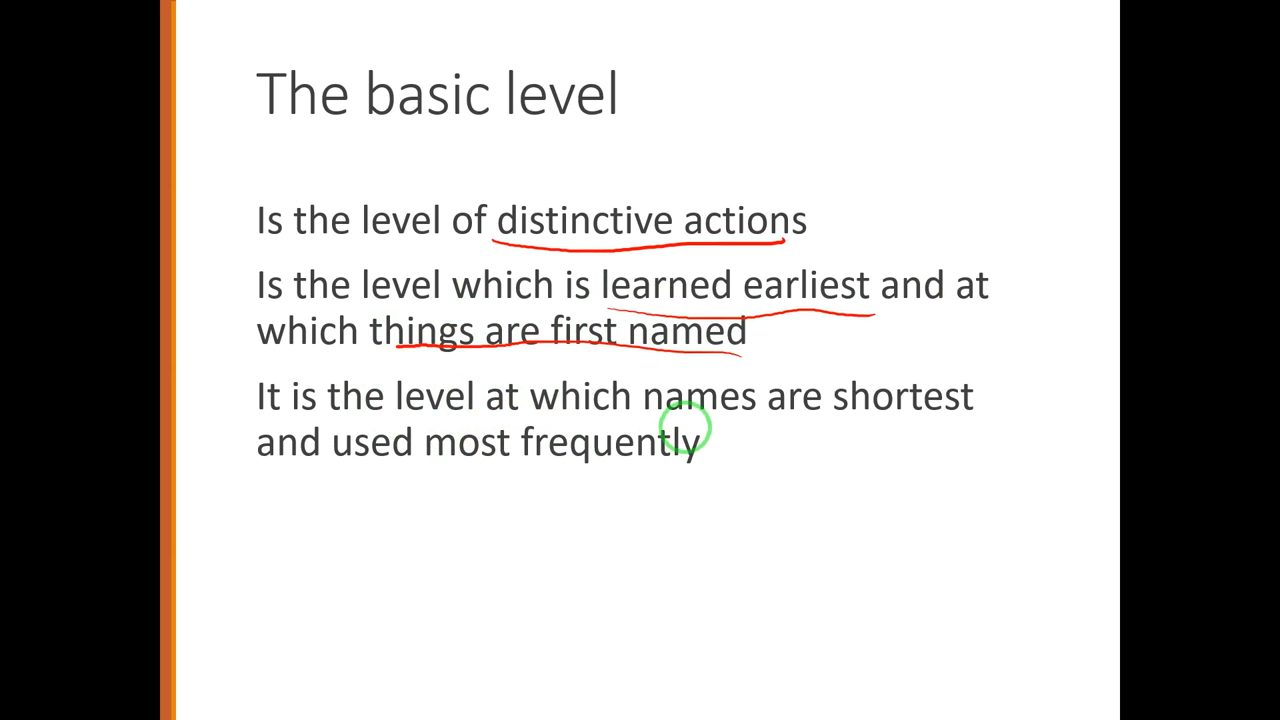 The basic level
Is the level of distinctive actions
Is the level which is learned earliest and at
which things are first named
It is the level at which names are shortest
and used most frequently